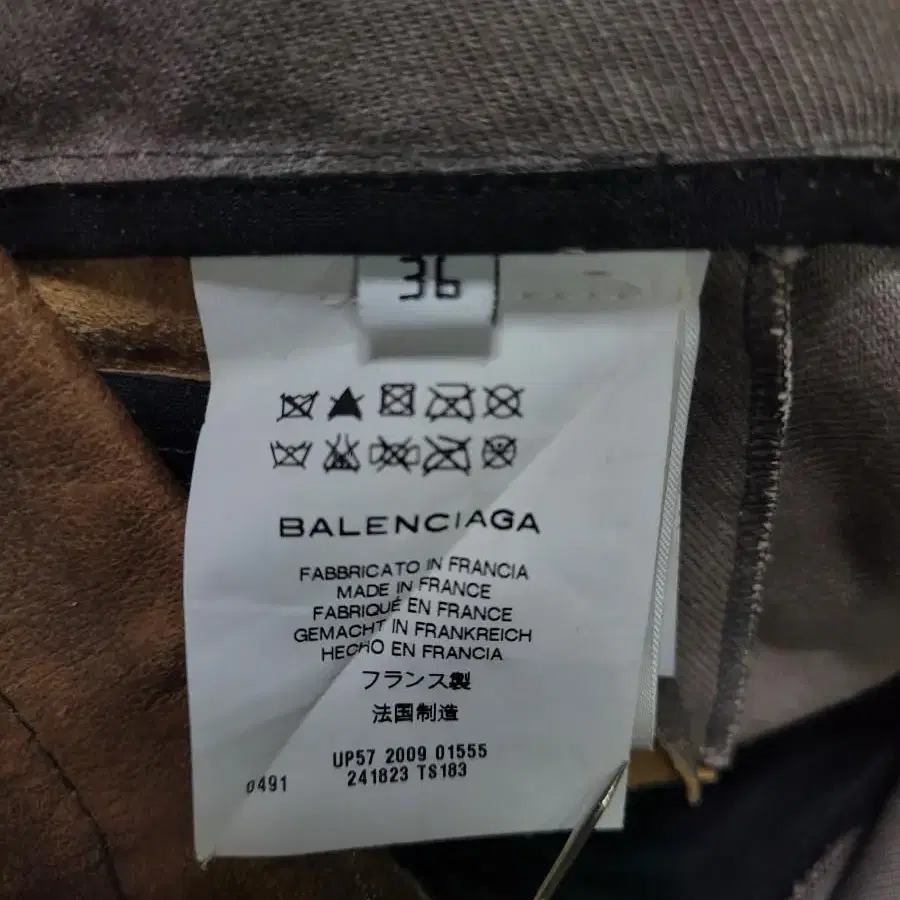 36
BALENCIAGA
FABBRICATO IN FRANCIA
MADE IN FRANCE
FABRIQUÉ EN FRANCE
GEMACHT IN FRANKREICH
HECHO EN FRANCIA
フランス製
法国制造
UP57 2009 01555
0491 241823 TS183